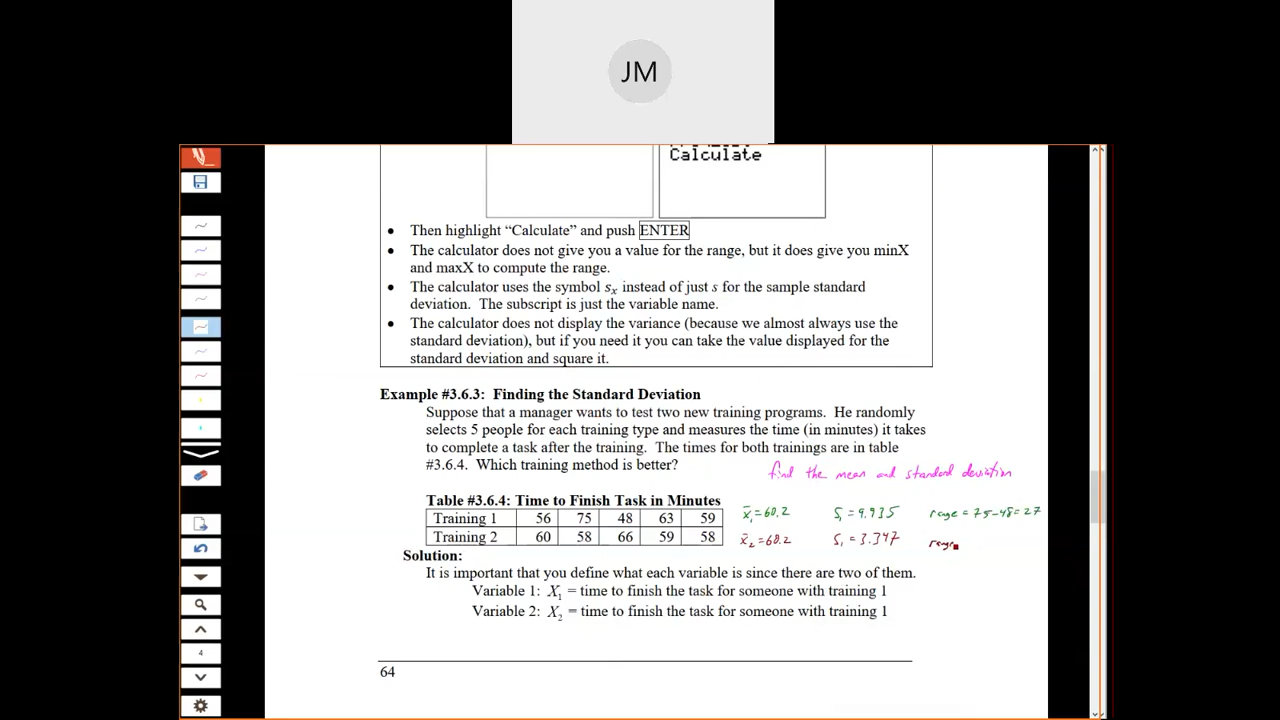 JM
Calculate
• Then highlight “Calculate” and push ENTER
• The calculator does not give you a value for the range, but it does give you minX
and maxX to compute the range.
• The calculator uses the symbol sₓ instead of just s for the sample standard
deviation. The subscript is just the variable name.
• The calculator does not display the variance (because we almost always use the
standard deviation), but if you need it you can take the value displayed for the
standard deviation and square it.
Example #3.6.3: Finding the Standard Deviation
Suppose that a manager wants to test two new training programs. He randomly
selects 5 people for each training type and measures the time (in minutes) it takes
to complete a task after the training. The times for both trainings are in table
#3.6.4. Which training method is better?
find the mean and standard deviation
Table #3.6.4: Time to Finish Task in Minutes
Training 1 56 75 48 63 59 x̄₁=60.2 S₁=9.935 range=75-48=27
Training 2 60 58 66 59 58 x̄₂=60.2 S₁=3.347 range
Solution:
It is important that you define what each variable is since there are two of them.
Variable 1: X₁ = time to finish the task for someone with training 1
Variable 2: X₂ = time to finish the task for someone with training 1
64
4